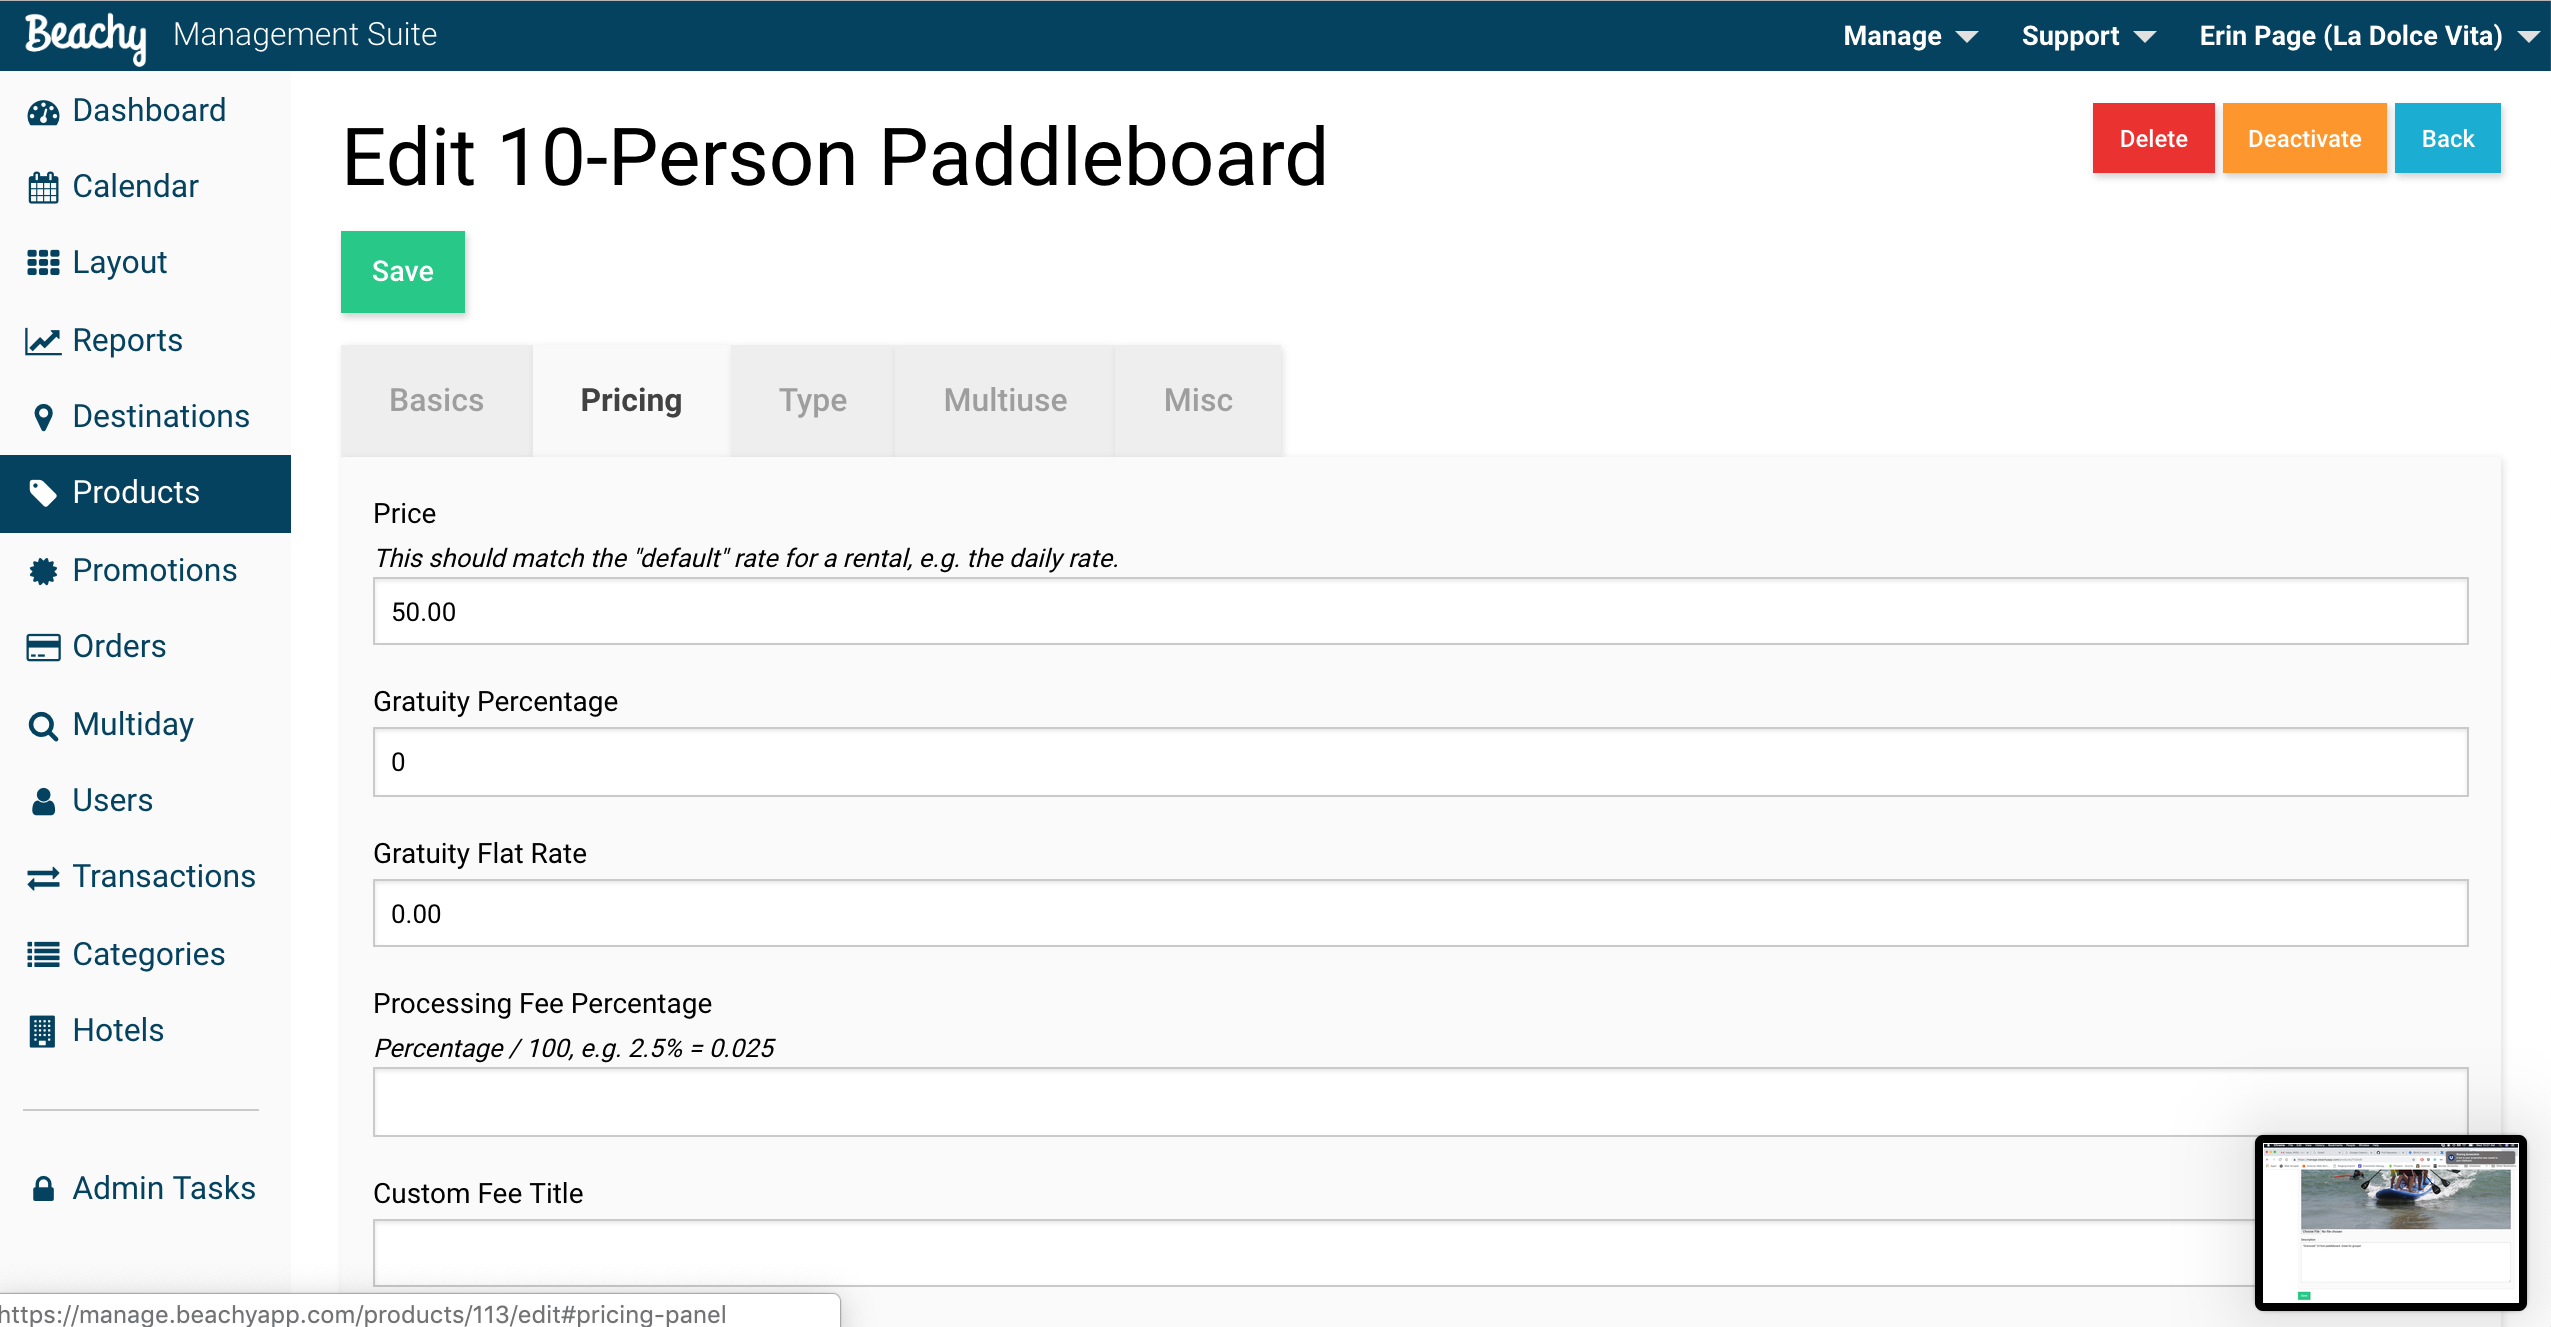 Beachy Management Suite
Manage
Support
Erin Page (La Dolce Vita)
Dashboard
Calendar
Layout
Reports
Destinations
Products
Promotions
Orders
Multiday
Users
Transactions
Categories
Hotels
Admin Tasks
Edit 10-Person Paddleboard
Delete
Deactivate
Back
Save
Basics
Pricing
Type
Multiuse
Misc
Price
This should match the "default" rate for a rental, e.g. the daily rate.
50.00
Gratuity Percentage
0
Gratuity Flat Rate
0.00
Processing Fee Percentage
Percentage / 100, e.g. 2.5% = 0.025
Custom Fee Title
https://manage.beachyapp.com/products/113/edit#pricing-panel